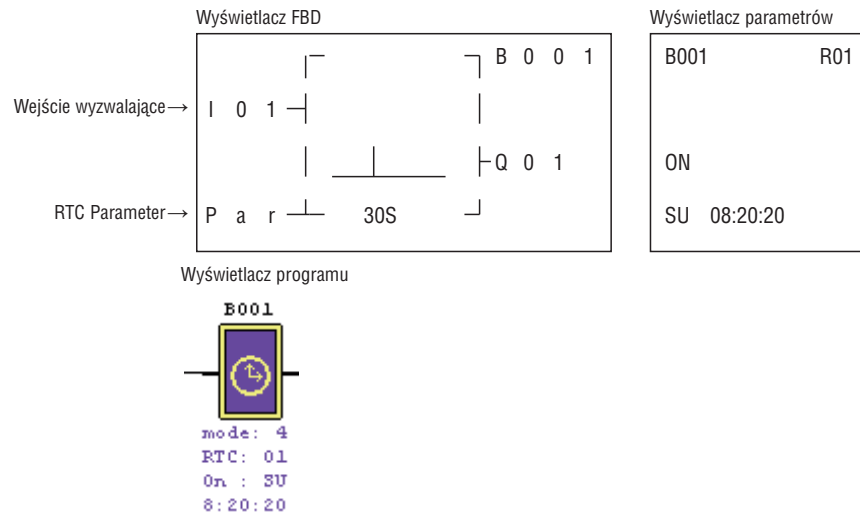 Wyświetlacz FBD
Wyświetlacz parametrów
B 0 0 1
Wejście wyzwalające→ I 0 1
Q 0 1
RTC Parameter→ P a r 30S
B001 R01
ON
SU 08:20:20
Wyświetlacz programu
B001
mode: 4
RTC: 01
On : SU
8:20:20